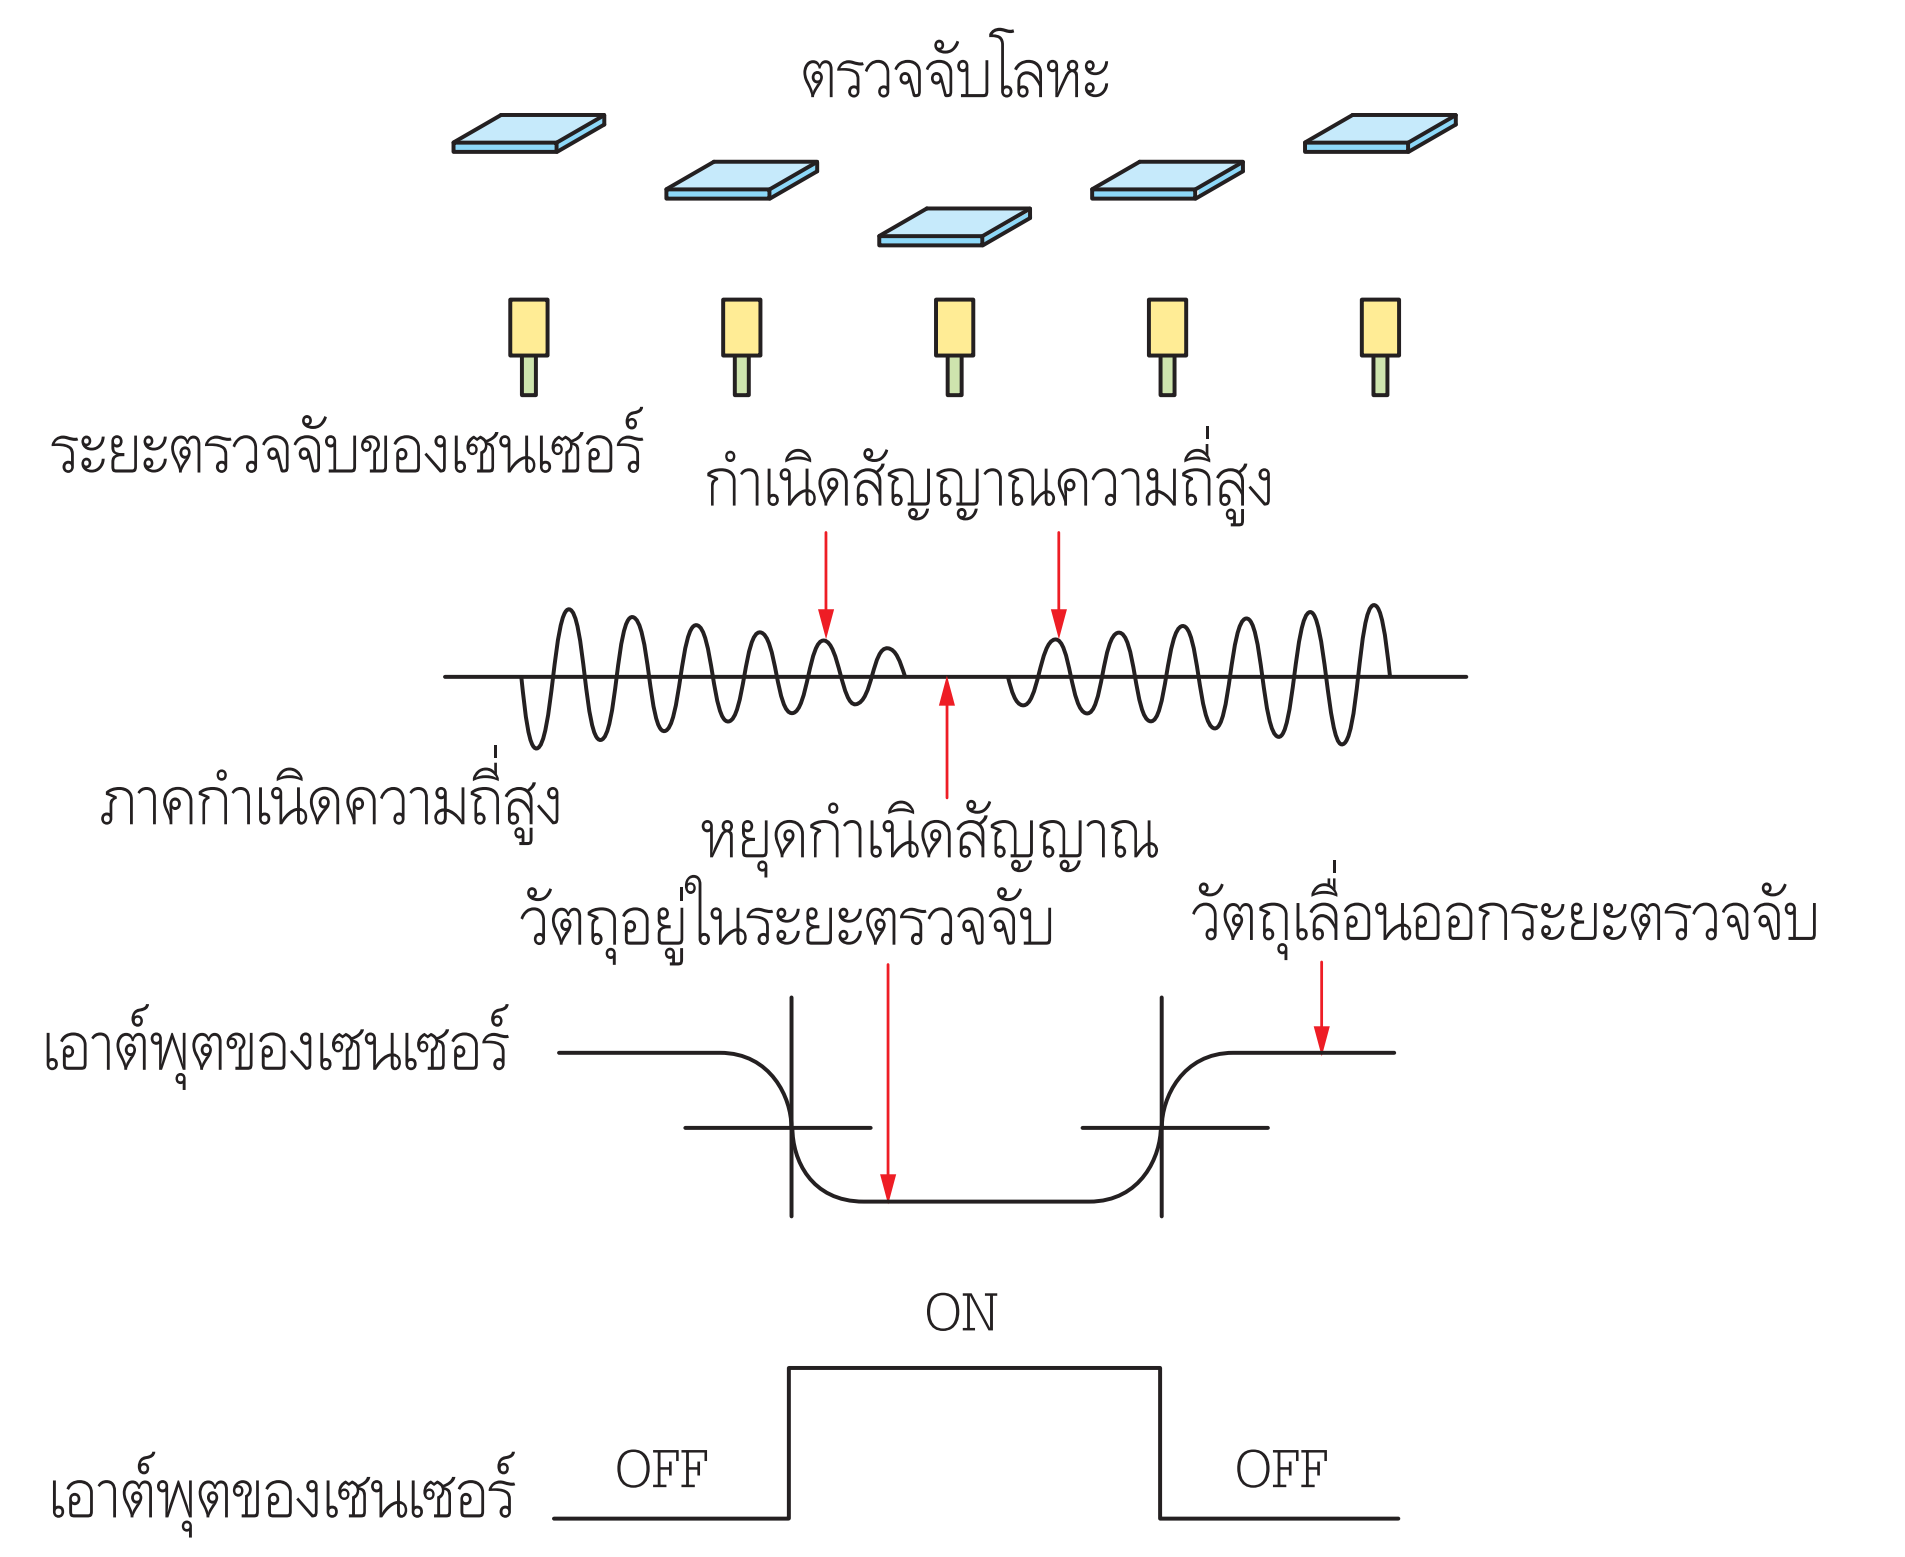 ตรวจจับโลหะ
ระยะตรวจจับของเซนเซอร์
กำเนิดสัญญาณความถี่สูง
ภาคกำเนิดความถี่สูง
หยุดกำเนิดสัญญาณ
วัตถุอยู่ในระยะตรวจจับ
วัตถุเลื่อนออกระยะตรวจจับ
เอาต์พุตของเซนเซอร์
ON
OFF
OFF
เอาต์พุตของเซนเซอร์